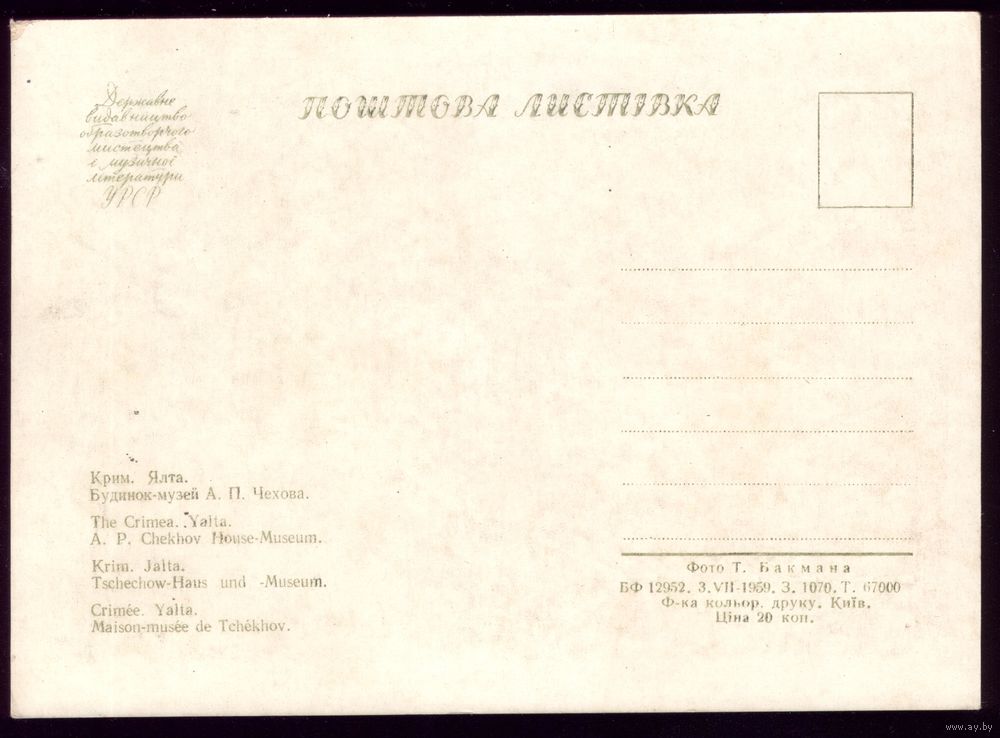 Державне
видавництво
образотворчого
мистецтва
і музичної
літератури
УРСР
ПОШТОВА ЛИСТІВКА
Крим. Ялта.
Будинок-музей А. П. Чехова.
The Crimea. Yalta.
A. P. Chekhov House-Museum.
Krim. Jalta.
Tschechow-Haus und -Museum.
Crimée. Yalta.
Maison-musée de Tchékhov.
Фото Т. Бакмана
БФ 12952. 3.VII-1959. З. 1070. Т. 67000
Ф-ка кольор. друку. Київ.
Ціна 20 коп.
www.ay.by